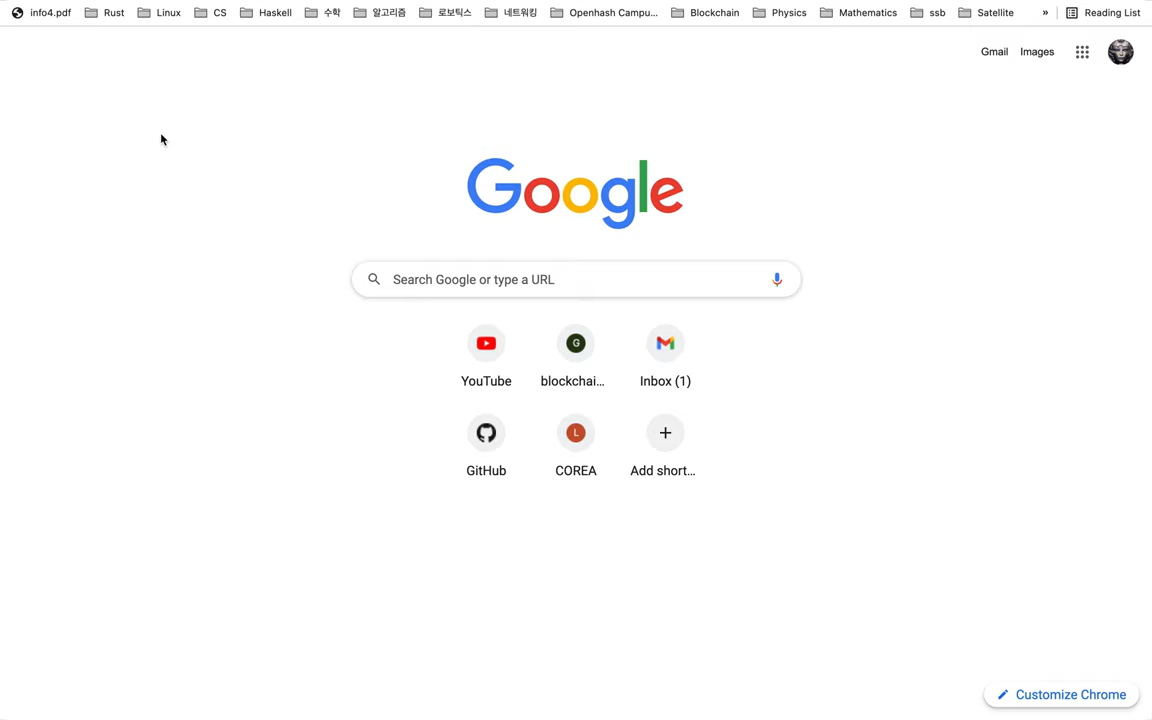 info4.pdf Rust Linux CS Haskell 수학 알고리즘 로보틱스 네트워킹 Openhash Campu... Blockchain Physics Mathematics ssb Satellite » Reading List
Gmail Images
Google
Search Google or type a URL
G
YouTube blockchai... Inbox (1)
L
GitHub COREA Add short...
Customize Chrome